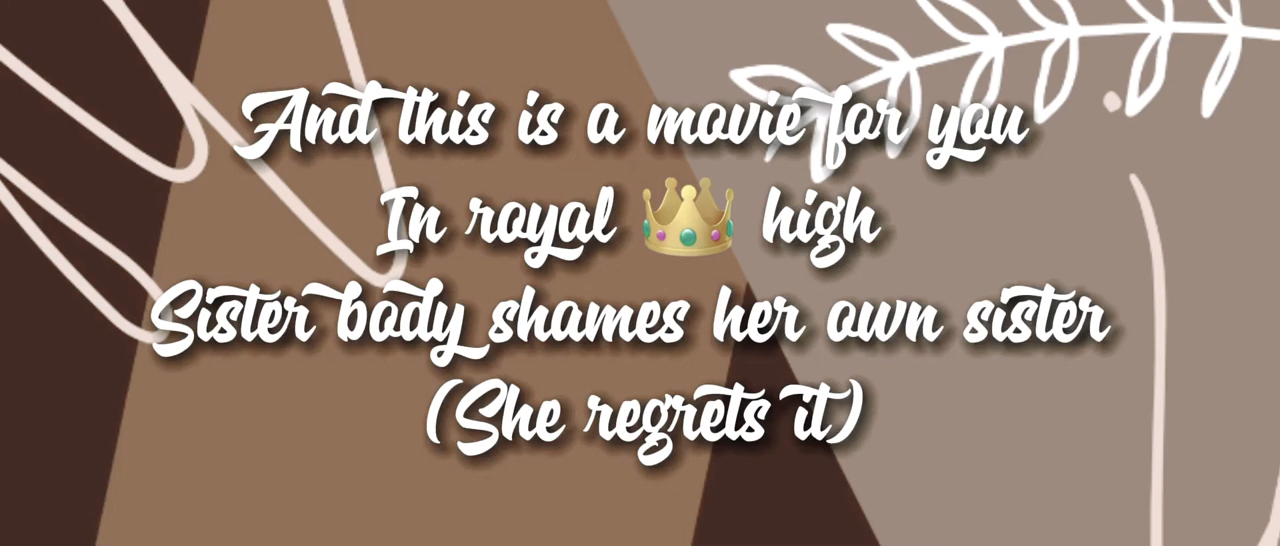 And this is a movie for you
In royal 👑 high
Sister body shames her own sister
(She regrets it)